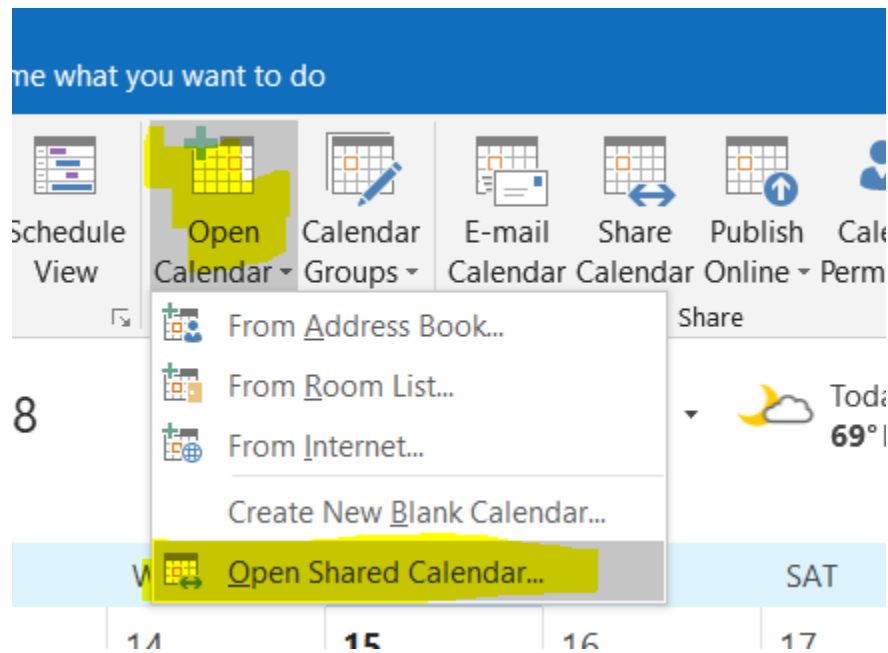 me what you want to do
Schedule View
Open Calendar
Calendar Groups
E-mail Calendar
Share Calendar
Publish Online
Share
From Address Book...
From Room List...
From Internet...
Create New Blank Calendar...
Open Shared Calendar...
8
69°
SAT
14
15
16
17